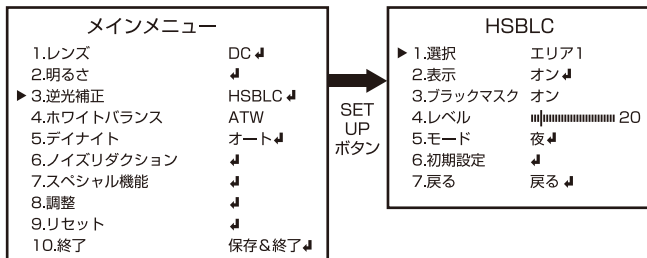 メインメニュー
1.レンズ DC↲
2.明るさ ↲
▶ 3.逆光補正 HSBLC↲
4.ホワイトバランス ATW
5.デイナイト オート↲
6.ノイズリダクション ↲
7.スペシャル機能 ↲
8.調整 ↲
9.リセット ↲
10.終了 保存&終了↲
SET
UP
ボタン
HSBLC
▶ 1.選択 エリア1
2.表示 オン↲
3.ブラックマスク オン
4.レベル 20
5.モード 夜↲
6.初期設定 ↲
7.戻る 戻る↲